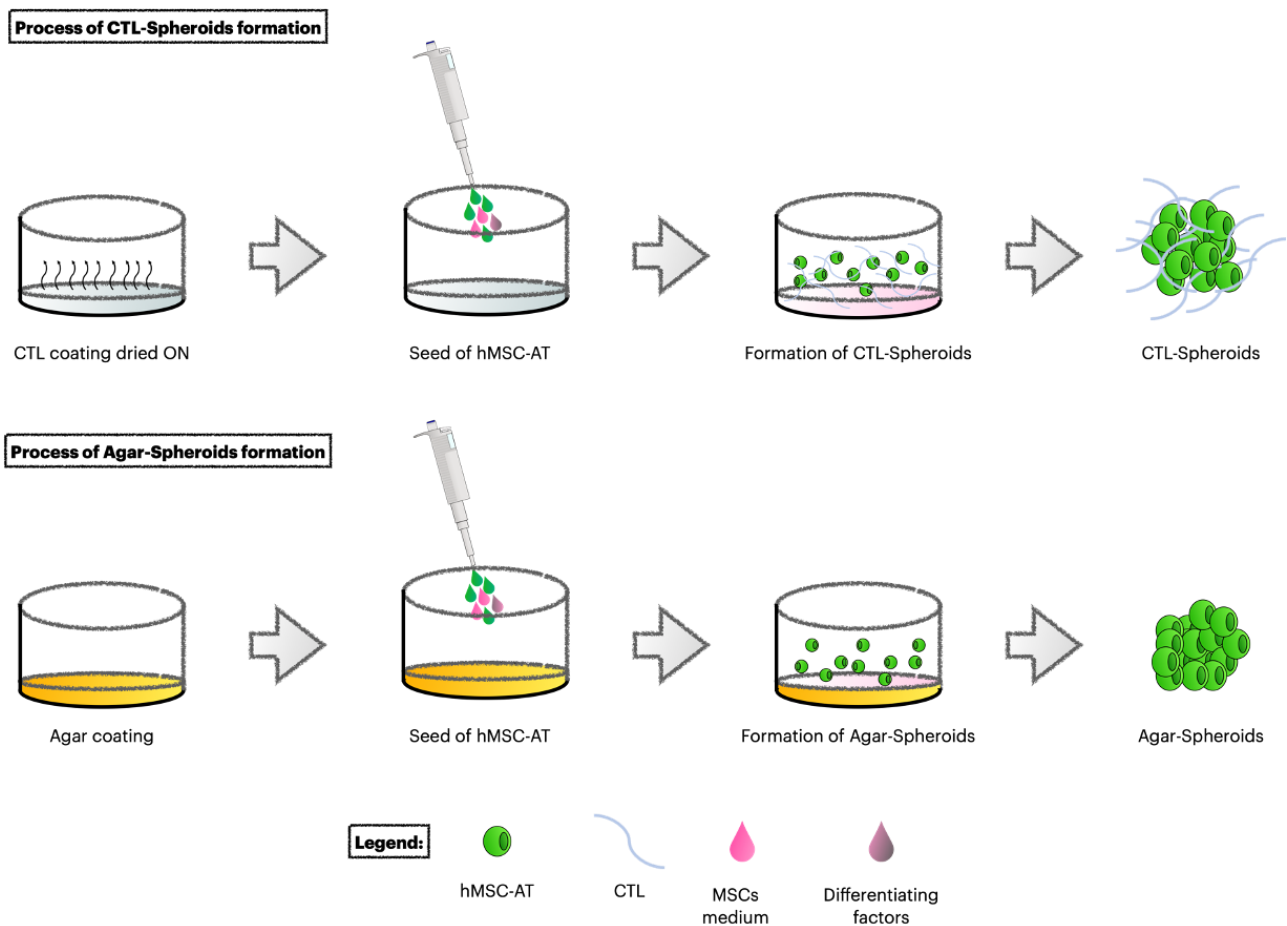 Process of CTL-Spheroids formation
CTL coating dried ON
Seed of hMSC-AT
Formation of CTL-Spheroids
CTL-Spheroids
Process of Agar-Spheroids formation
Agar coating
Seed of hMSC-AT
Formation of Agar-Spheroids
Agar-Spheroids
Legend:
hMSC-AT
CTL
MSCs
medium
Differentiating
factors